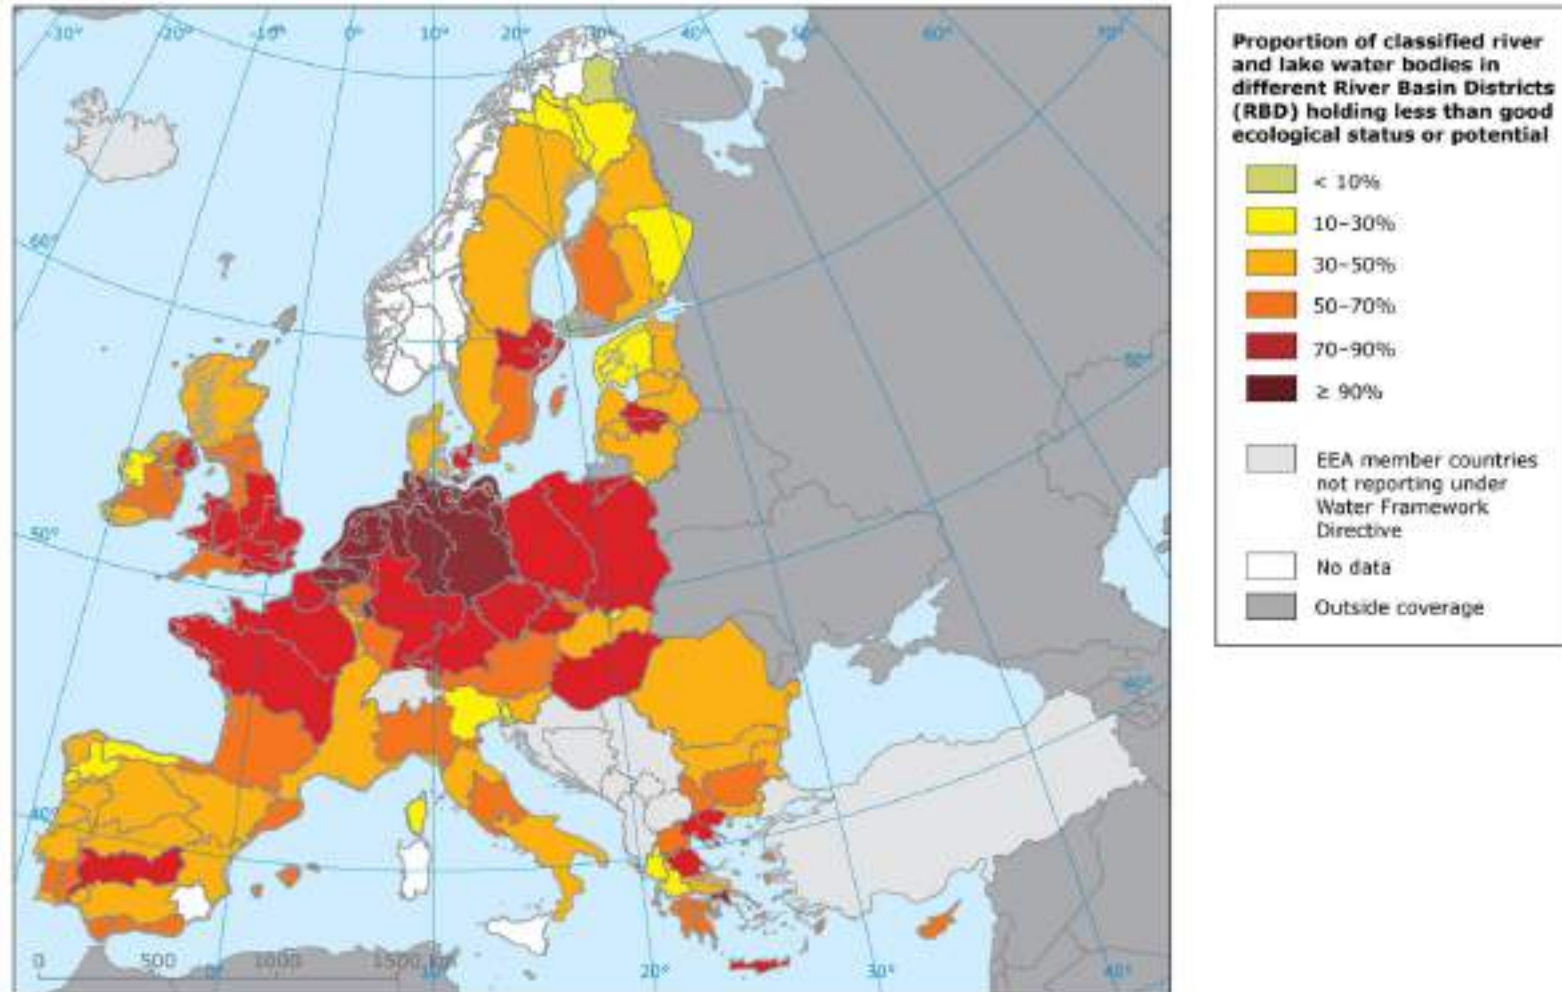 -30°
-20°
-10°
0°
10°
20°
30°
40°
50°
60°
70°
60°
50°
50°
40°
40°
0
500
1000
1500 km
0°
10°
20°
30°
40°
Proportion of classified river
and lake water bodies in
different River Basin Districts
(RBD) holding less than good
ecological status or potential
< 10%
10–30%
30–50%
50–70%
70–90%
≥ 90%
EEA member countries
not reporting under
Water Framework
Directive
No data
Outside coverage